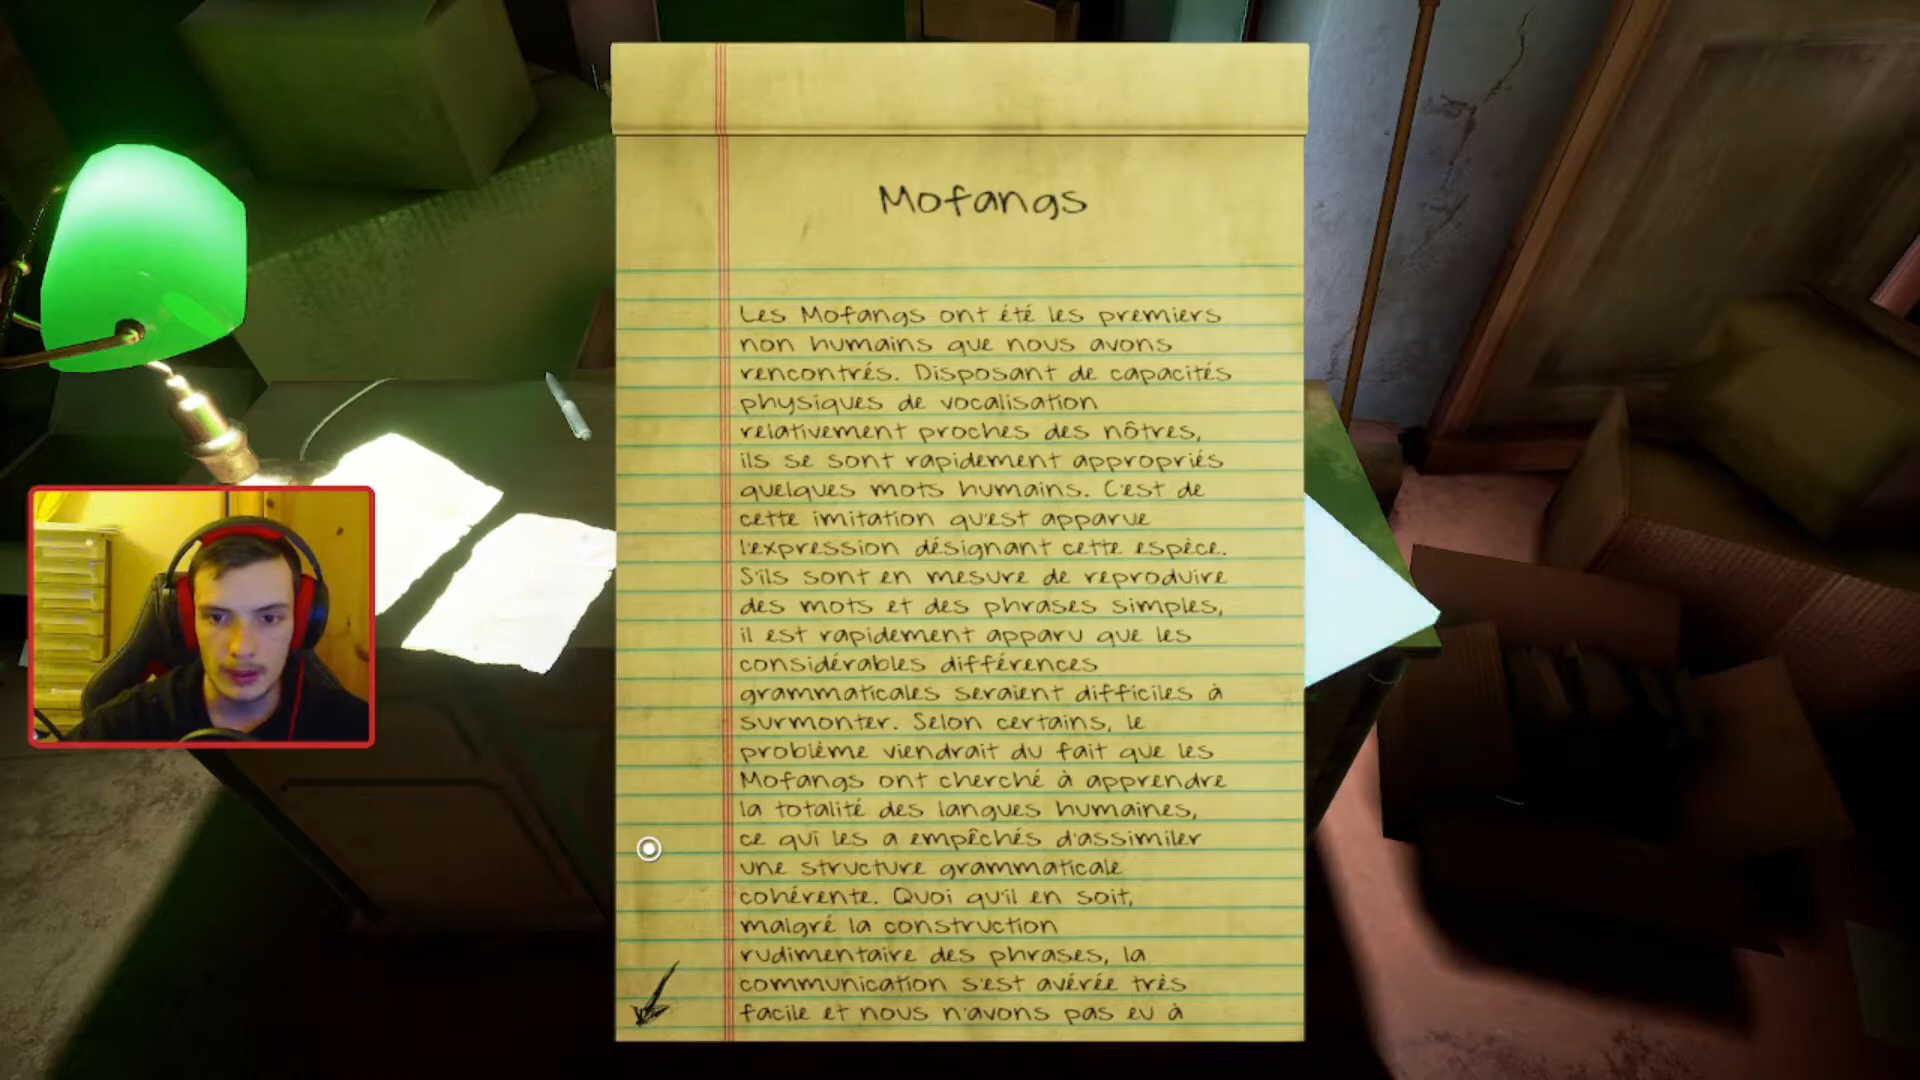 Mofangs
Les Mofangs ont été les premiers
non humains que nous avons
rencontrés. Disposant de capacités
physiques de vocalisation
relativement proches des nôtres,
ils se sont rapidement appropriés
quelques mots humains. C'est de
cette imitation qu'est apparue
l'expression désignant cette espèce.
S'ils sont en mesure de reproduire
des mots et des phrases simples,
il est rapidement apparu que les
considérables différences
grammaticales seraient difficiles à
surmonter. Selon certains, le
problème viendrait du fait que les
Mofangs ont cherché à apprendre
la totalité des langues humaines,
ce qui les a empêchés d'assimiler
une structure grammaticale
cohérente. Quoi qu'il en soit,
malgré la construction
rudimentaire des phrases, la
communication s'est avérée très
facile et nous n'avons pas eu à